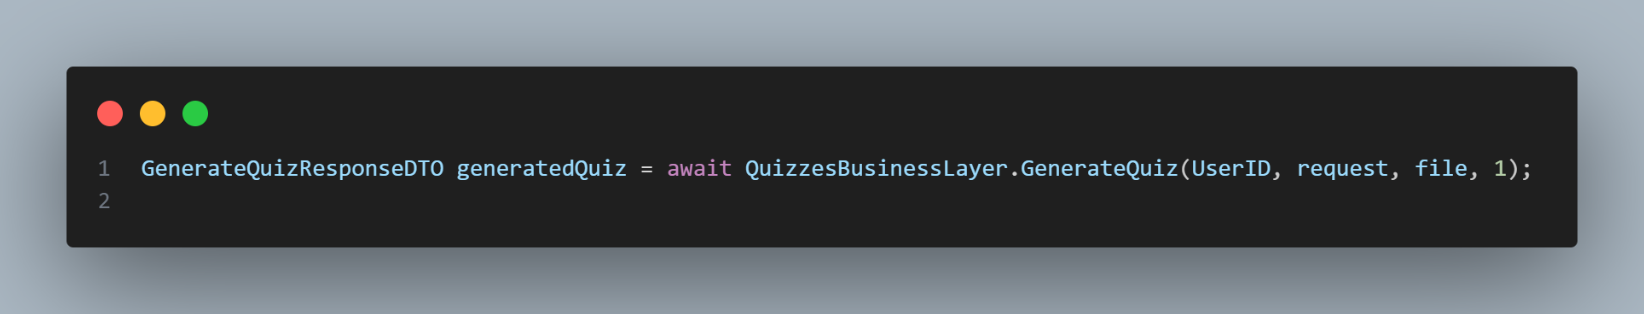 1 GenerateQuizResponseDTO generatedQuiz = await QuizzesBusinessLayer.GenerateQuiz(UserID, request, file, 1);
2